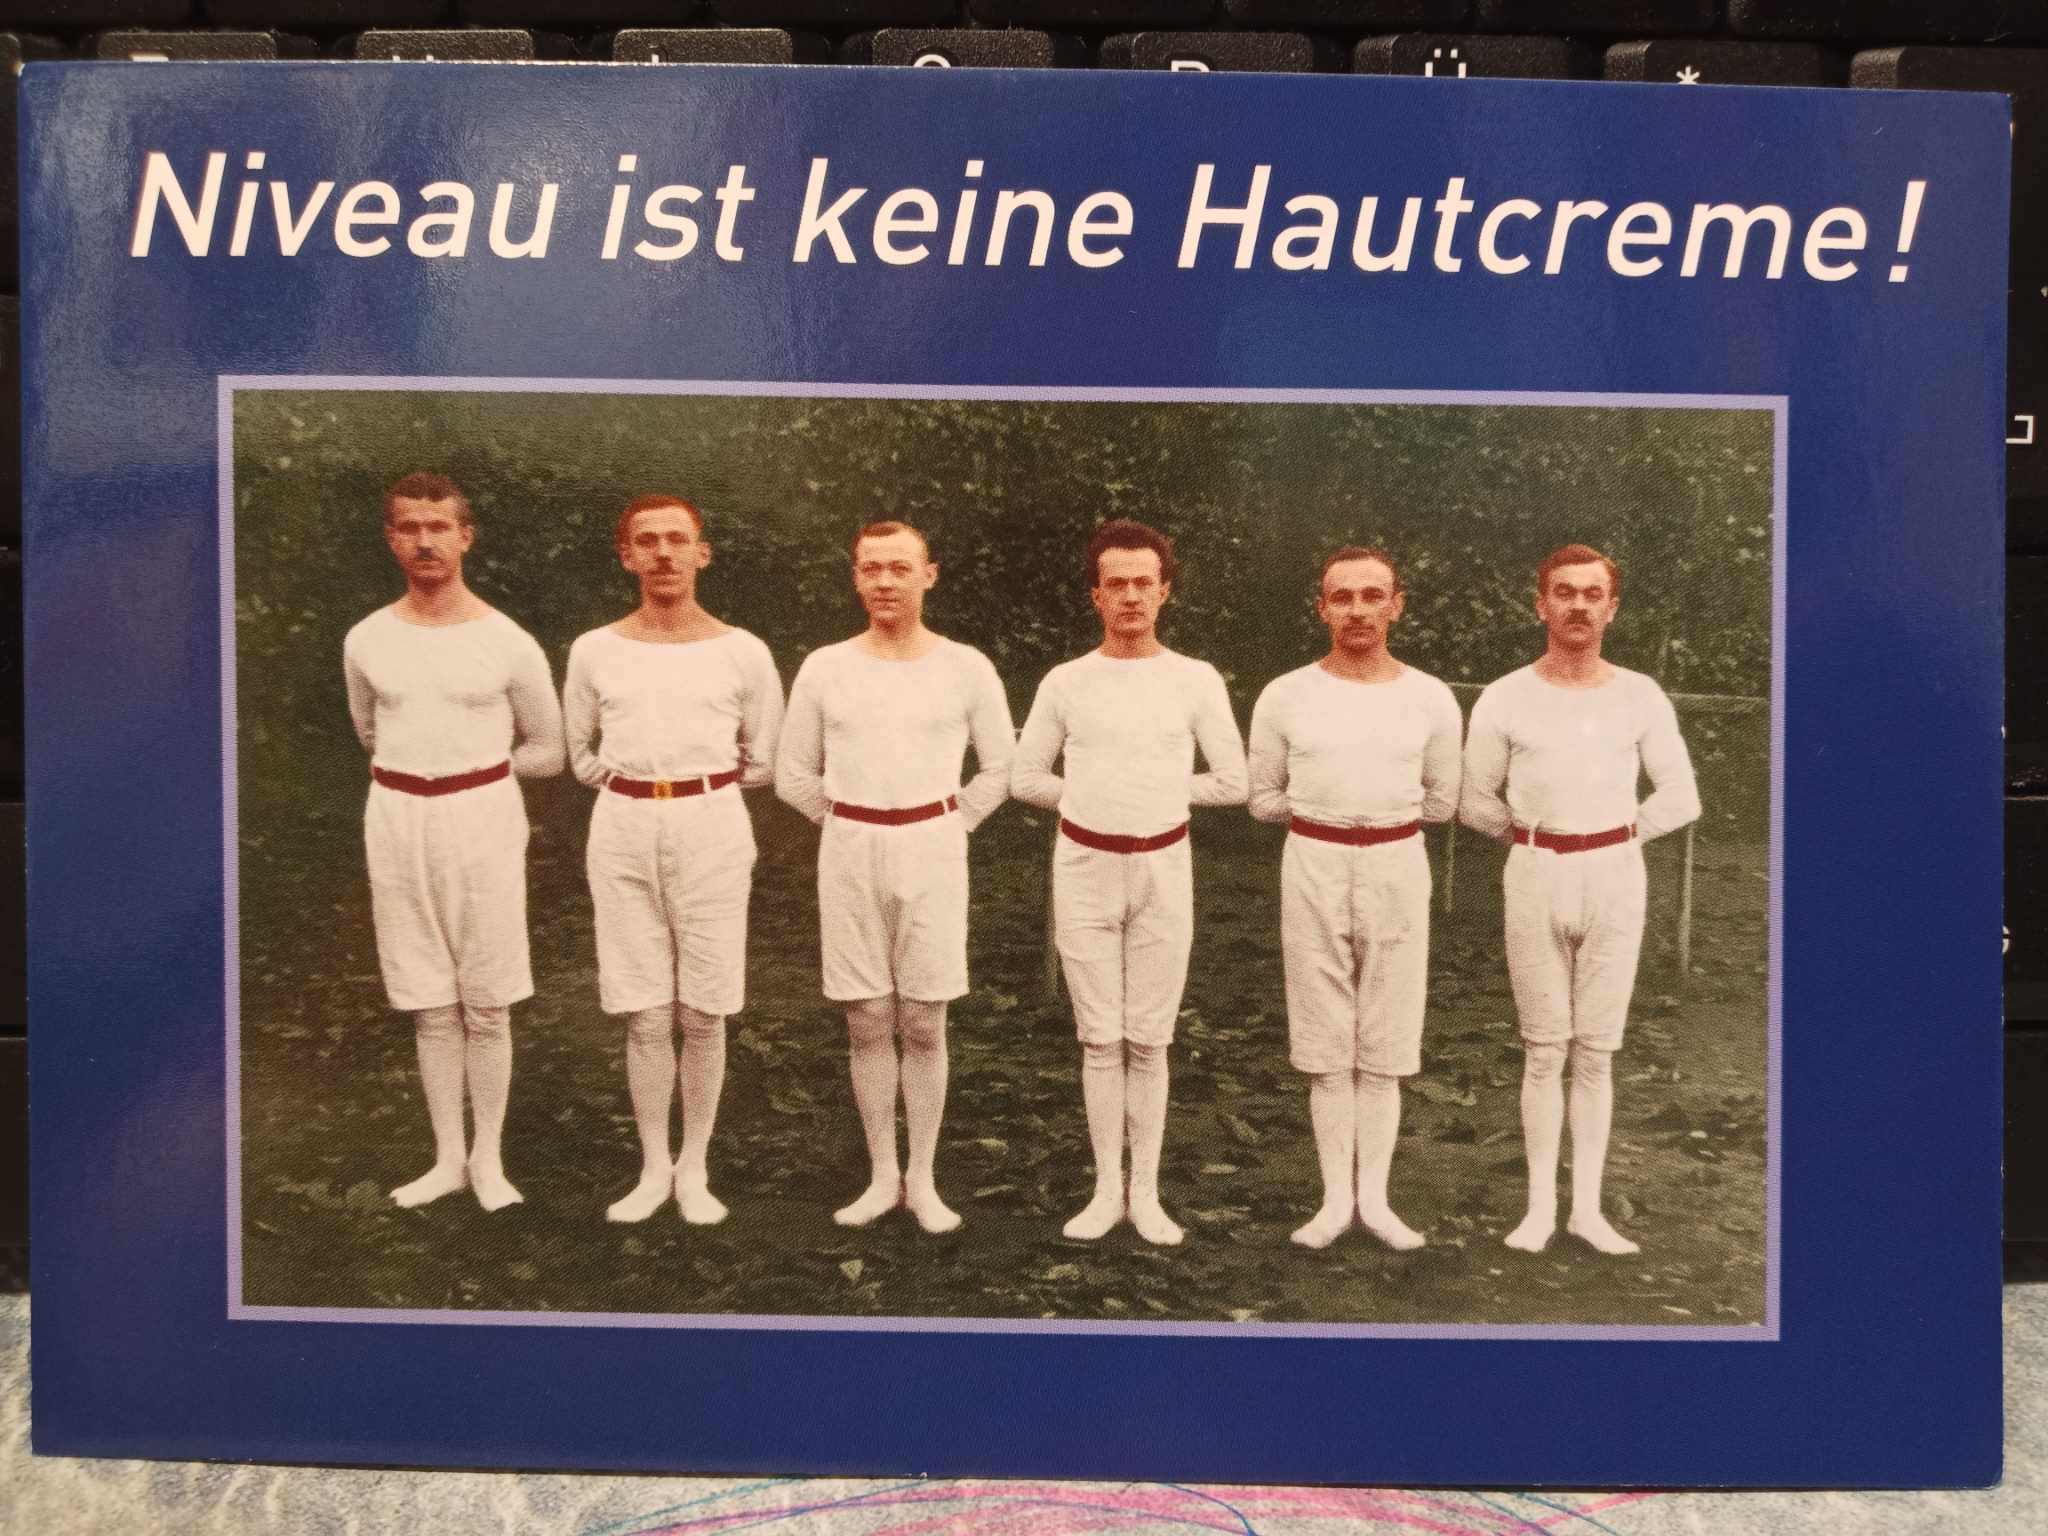 Niveau ist keine Hautcreme!
Ü
*